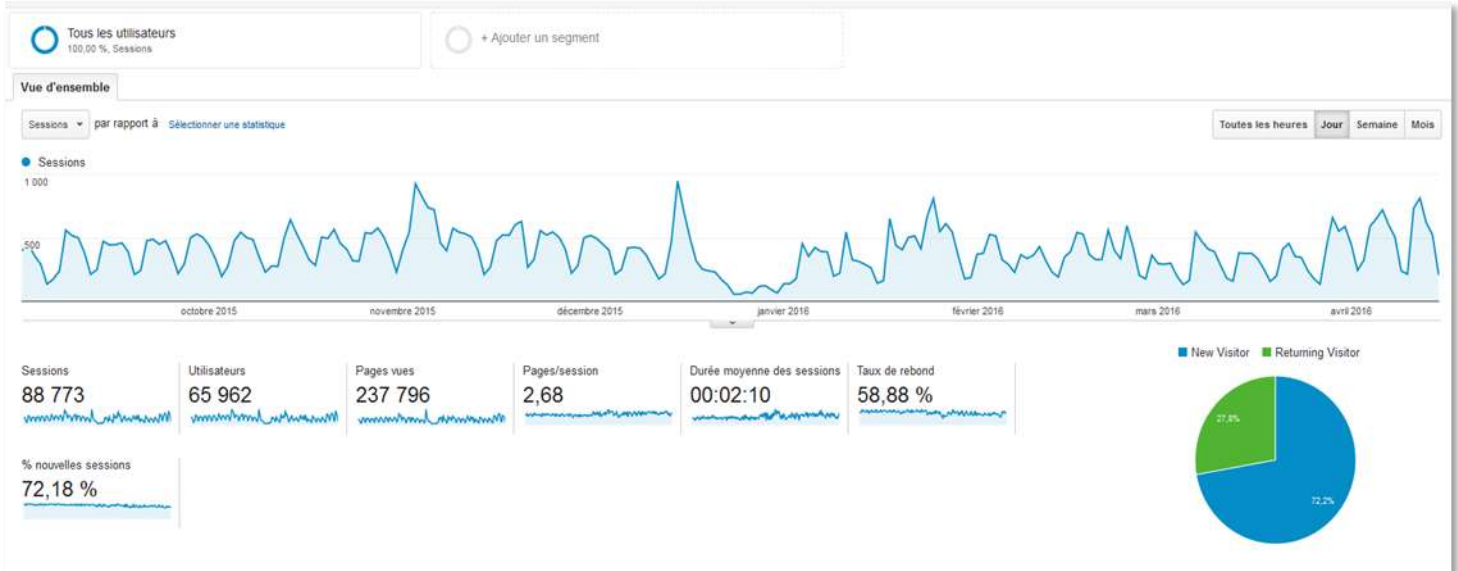 Tous les utilisateurs
100,00 %, Sessions
+ Ajouter un segment
Vue d'ensemble
Sessions par rapport à Sélectionner une statistique
Toutes les heures Jour Semaine Mois
Sessions
1 000
500
octobre 2015 novembre 2015 décembre 2015 janvier 2016 février 2016 mars 2016 avril 2016
New Visitor Returning Visitor
Sessions Utilisateurs Pages vues Pages/session Durée moyenne des sessions Taux de rebond
88 773 65 962 237 796 2,68 00:02:10 58,88 %
27,8%
% nouvelles sessions
72,18 %
72,2%